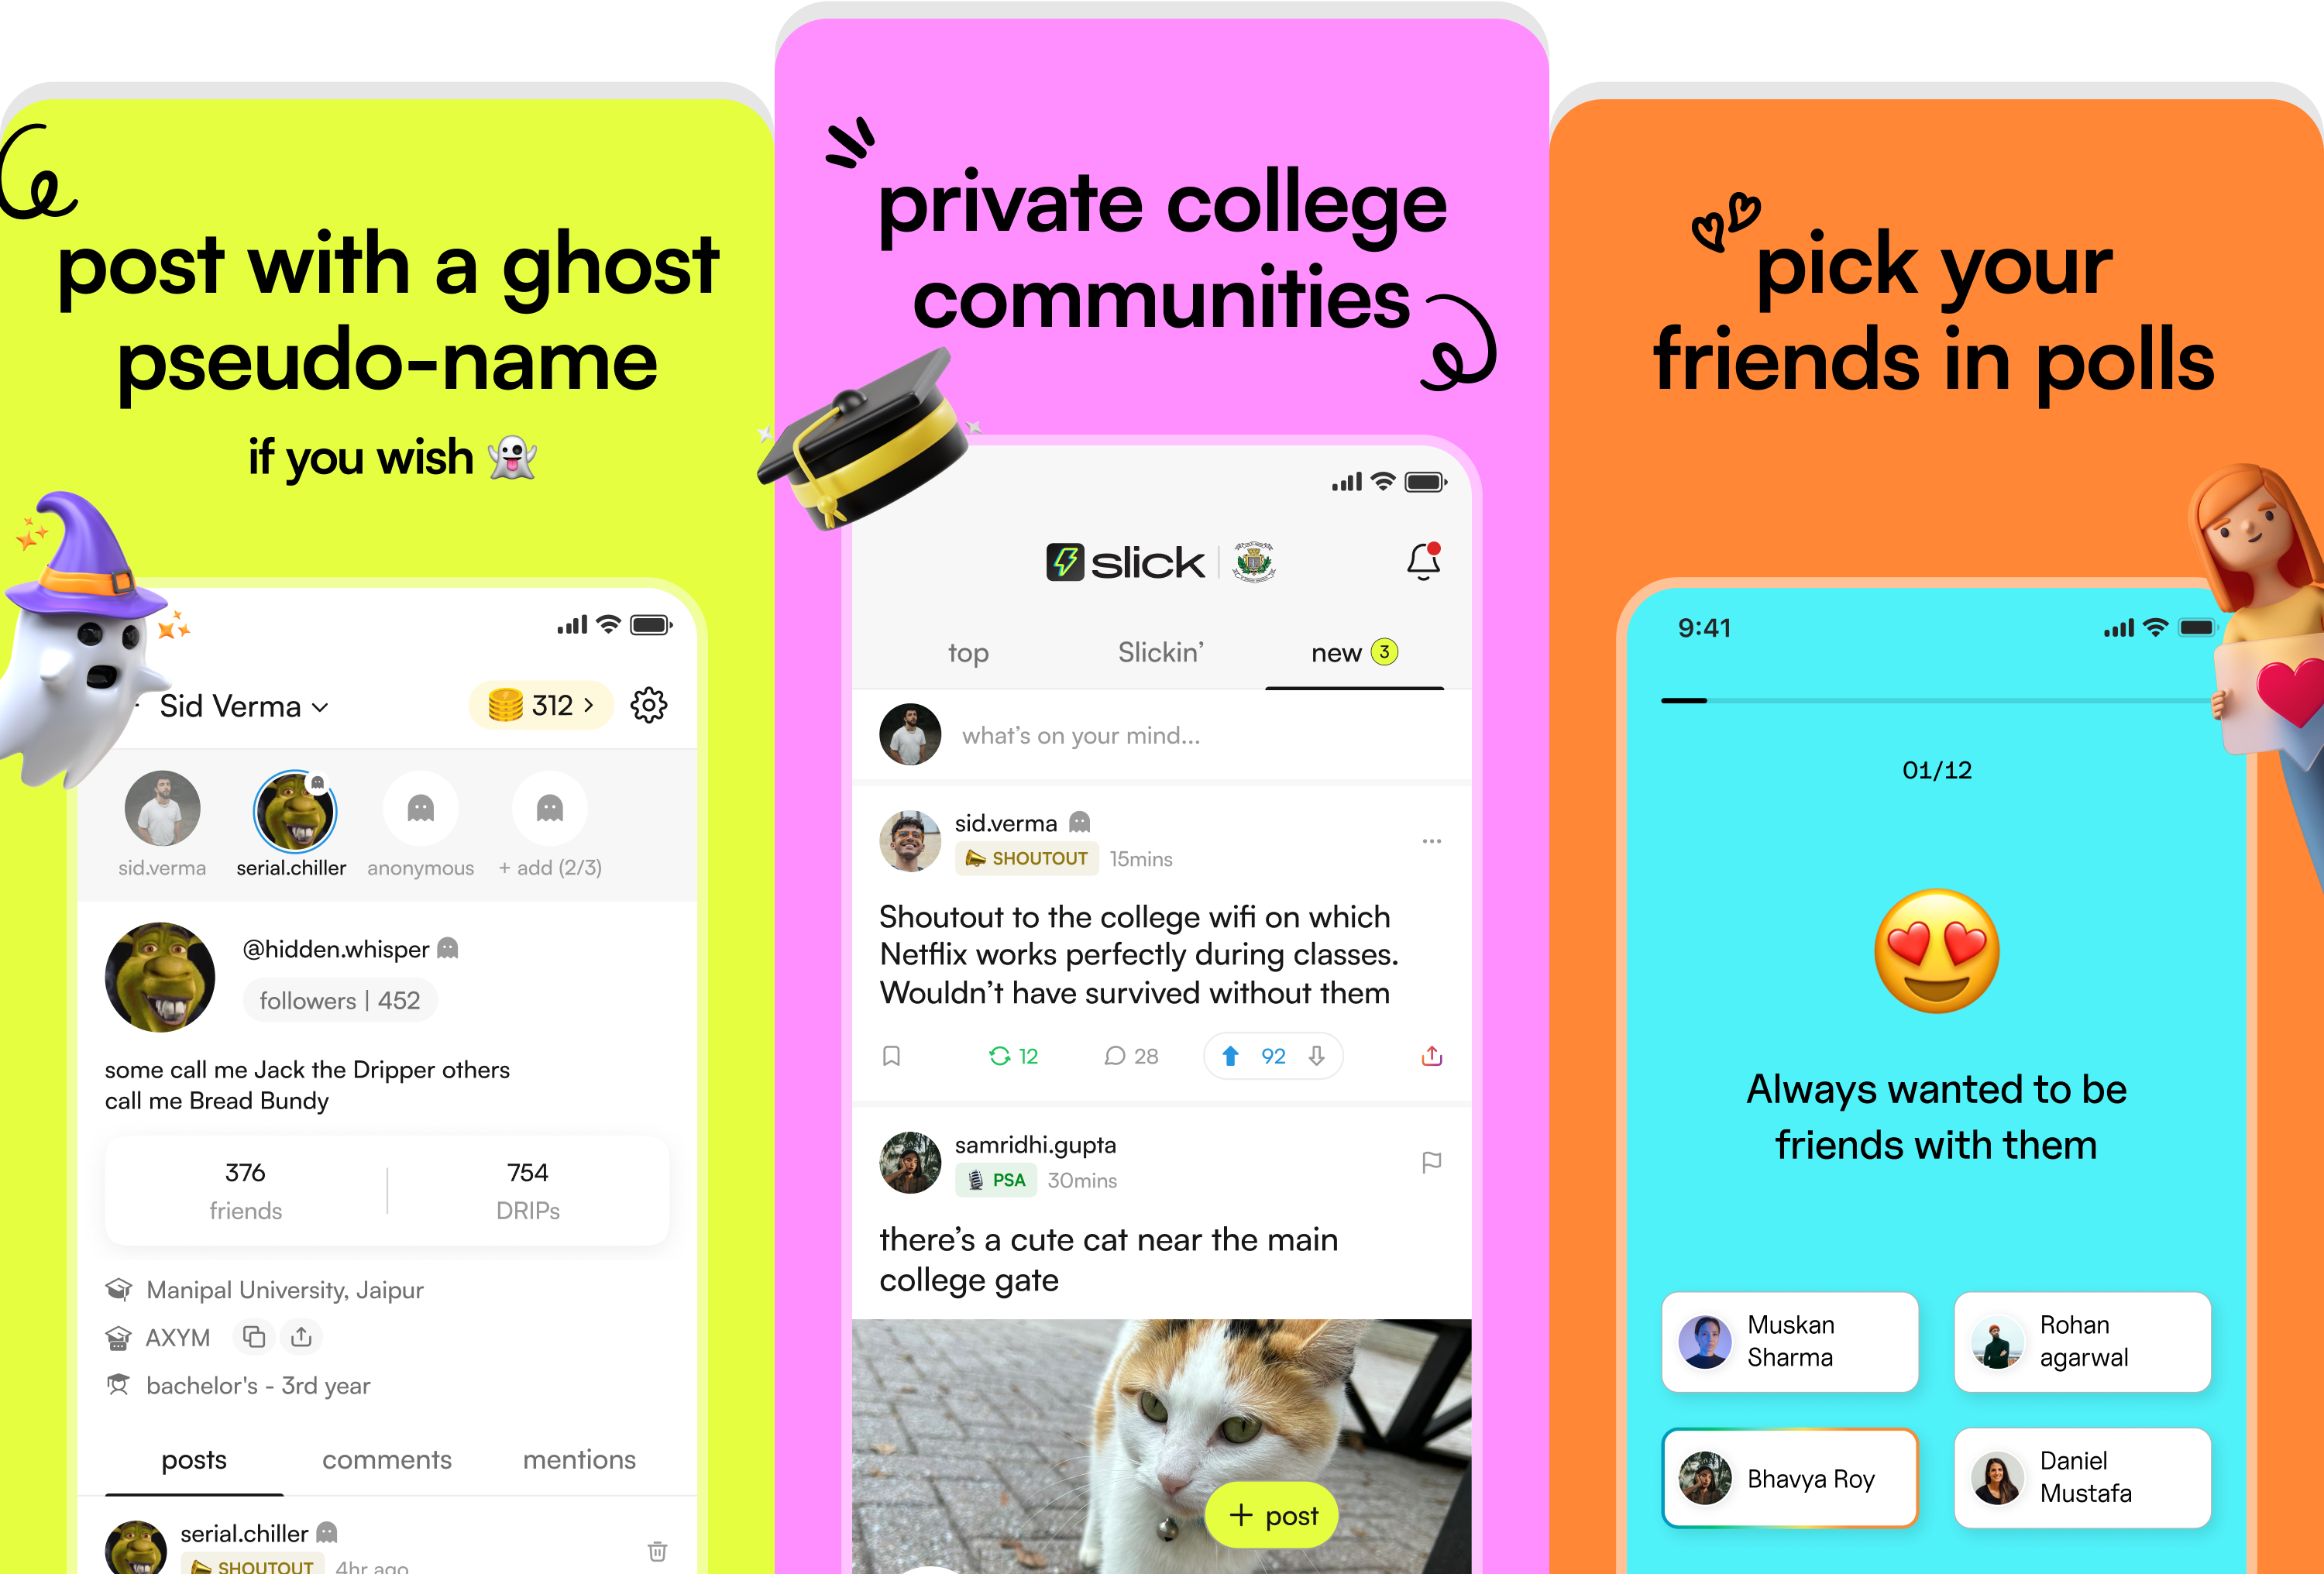 post with a ghost
pseudo-name
if you wish
Sid Verma
312
sid.verma
serial.chiller
anonymous
+ add (2/3)
@hidden.whisper
followers | 452
some call me Jack the Dripper others
call me Bread Bundy
376
friends
754
DRIPs
Manipal University, Jaipur
AXYM
bachelor's - 3rd year
posts
comments
mentions
serial.chiller
SHOUTOUT
4hr ago
private college
communities
slick
top
Slickin’
new 3
what’s on your mind...
sid.verma
SHOUTOUT
15mins
Shoutout to the college wifi on which
Netflix works perfectly during classes.
Wouldn’t have survived without them
12
28
92
samridhi.gupta
PSA
30mins
there’s a cute cat near the main
college gate
+ post
pick your
friends in polls
9:41
01/12
Always wanted to be
friends with them
Muskan
Sharma
Rohan
agarwal
Bhavya Roy
Daniel
Mustafa